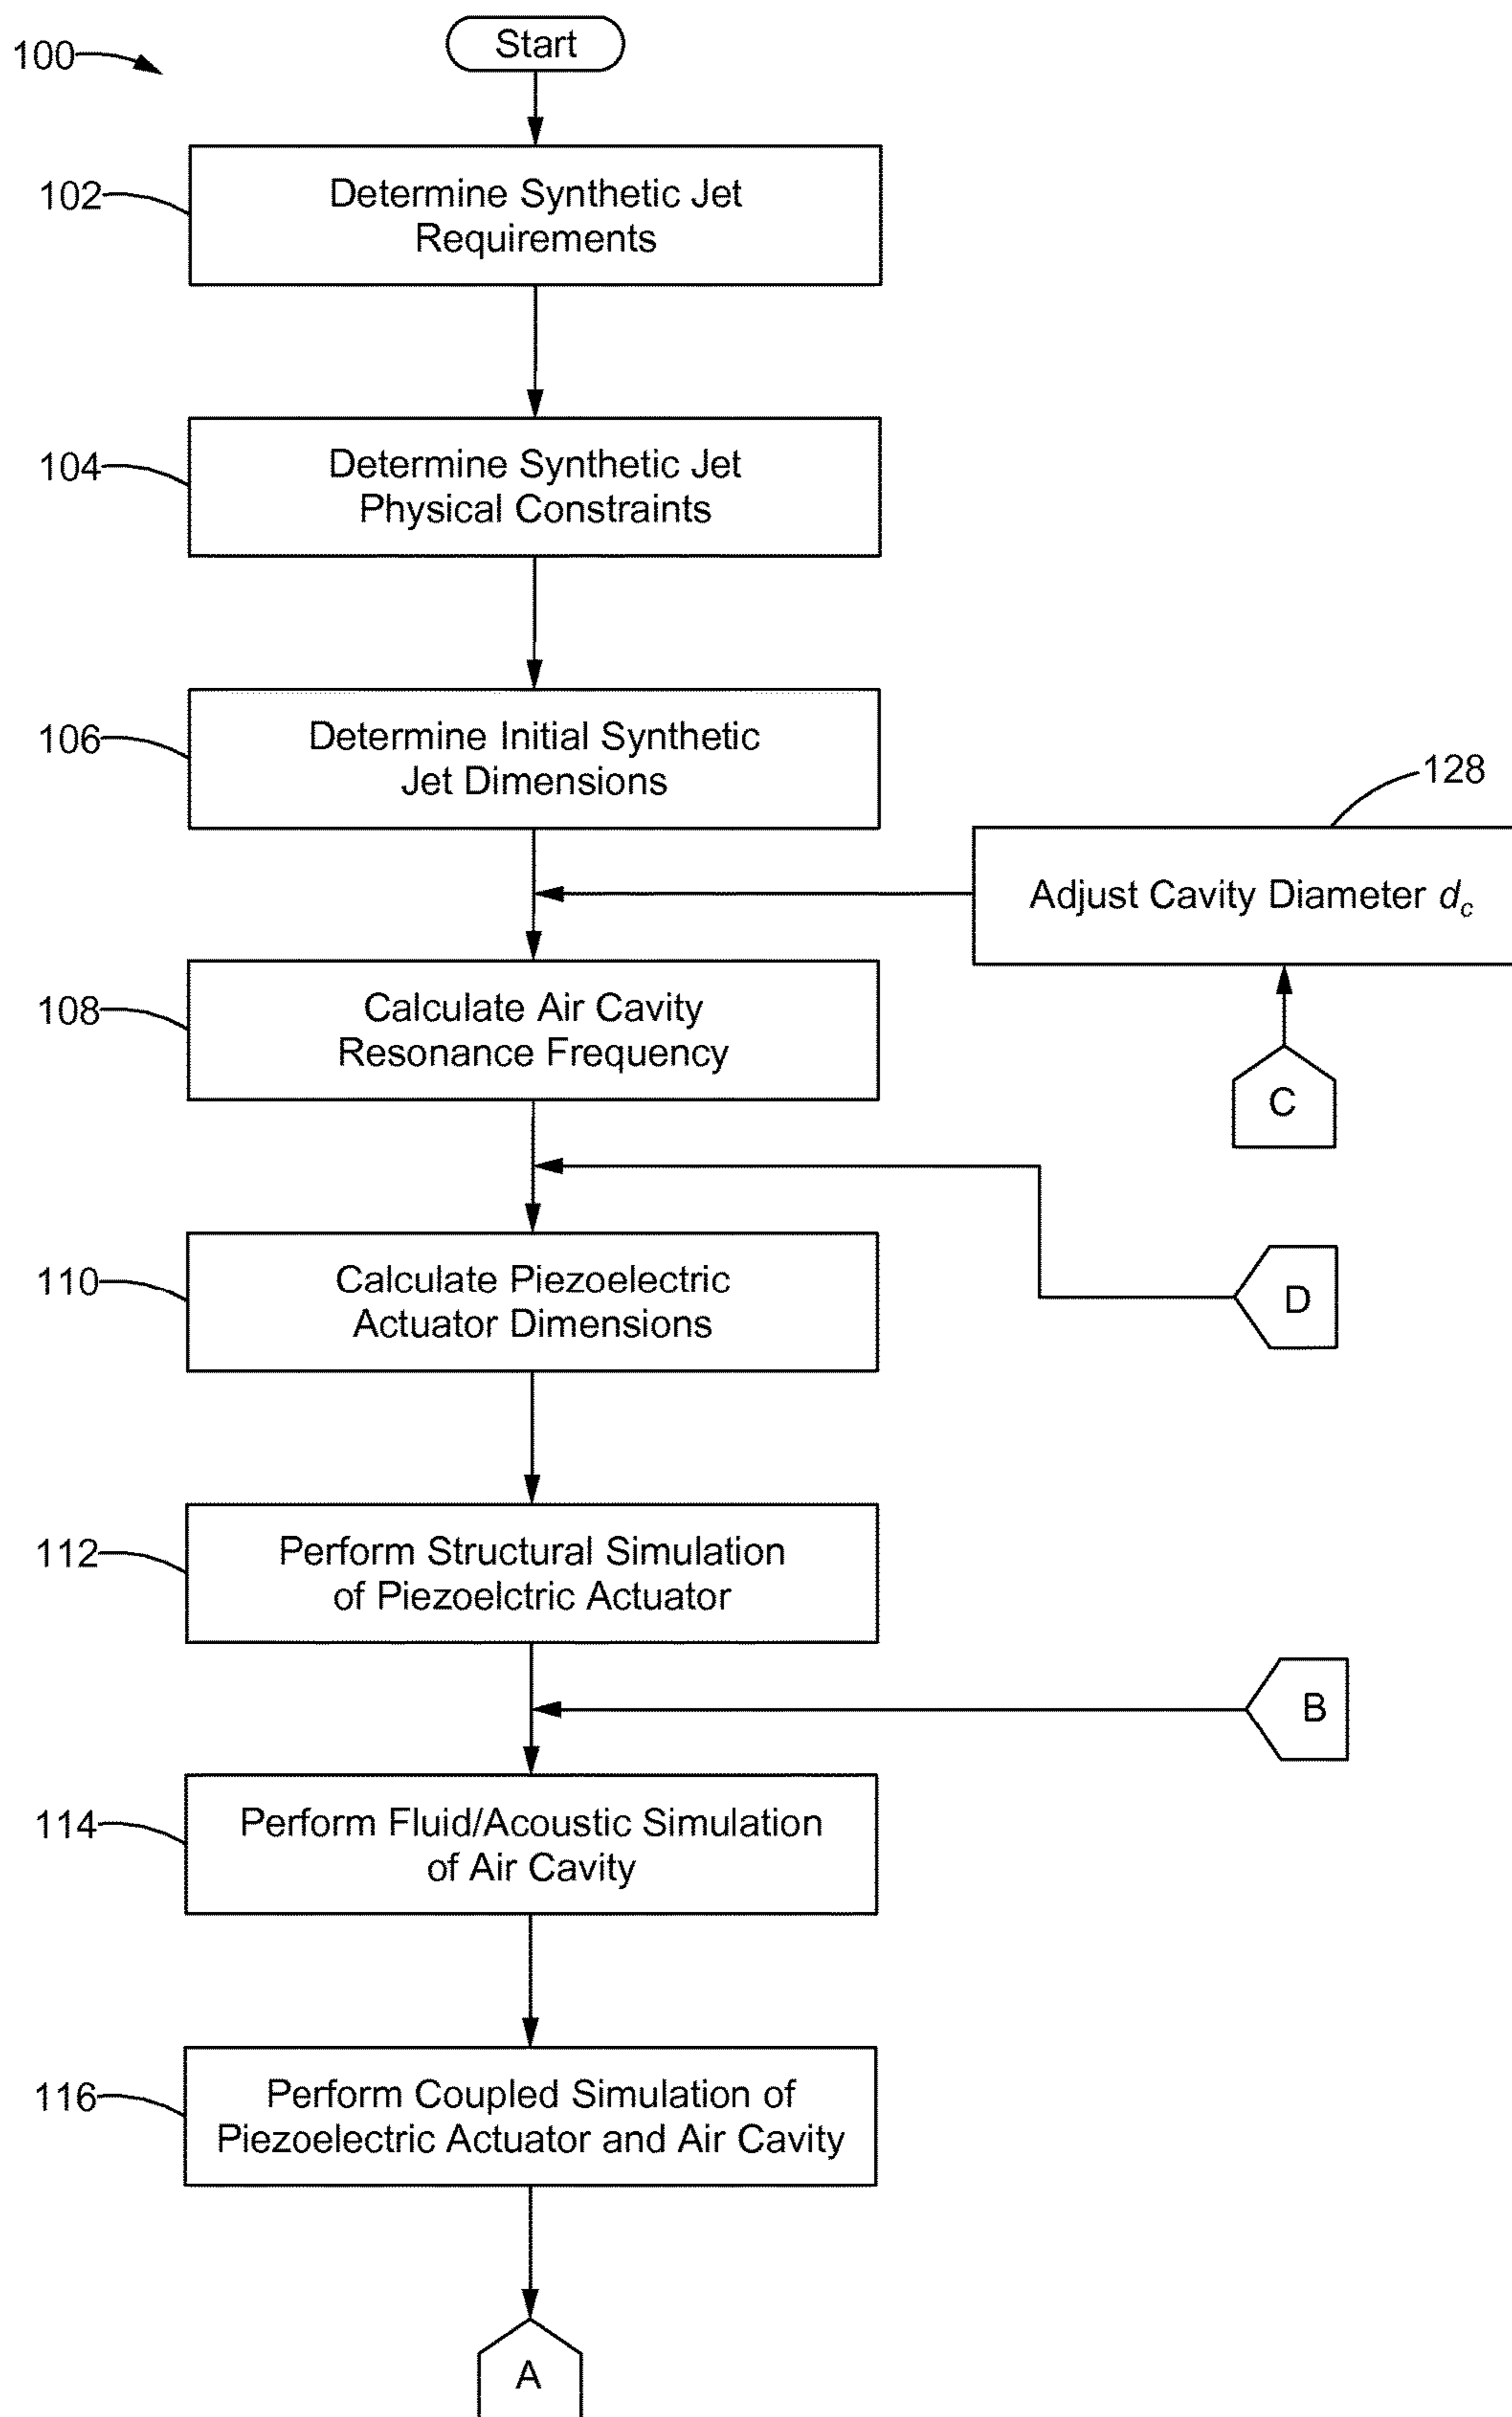 100
Start
102
Determine Synthetic Jet
Requirements
104
Determine Synthetic Jet
Physical Constraints
106
Determine Initial Synthetic
Jet Dimensions
128
Adjust Cavity Diameter d_c
108
Calculate Air Cavity
Resonance Frequency
C
110
Calculate Piezoelectric
Actuator Dimensions
D
112
Perform Structural Simulation
of Piezoelctric Actuator
B
114
Perform Fluid/Acoustic Simulation
of Air Cavity
116
Perform Coupled Simulation of
Piezoelectric Actuator and Air Cavity
A